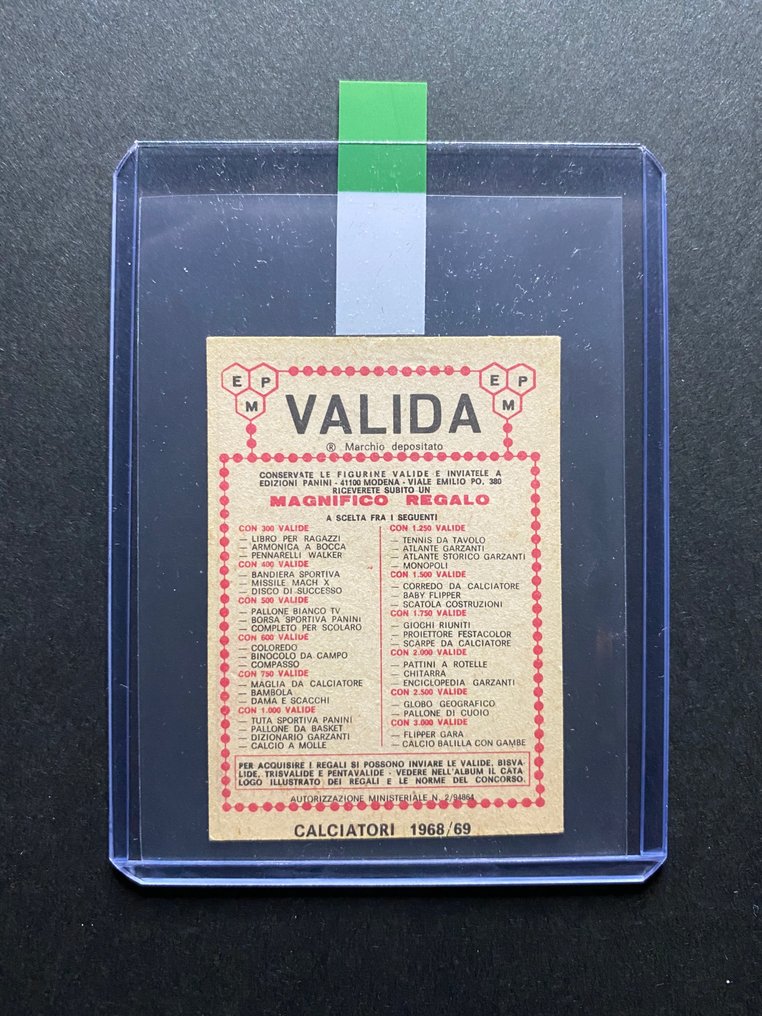 E P
M
E P
M
VALIDA
® Marchio depositato
CONSERVATE LE FIGURINE VALIDE E INVIATELE A
EDIZIONI PANINI - 41100 MODENA - VIALE EMILIO PO, 380
RICEVERETE SUBITO UN
MAGNIFICO REGALO
A SCELTA FRA I SEGUENTI
CON 300 VALIDE
— LIBRO PER RAGAZZI
— ARMONICA A BOCCA
— PENNARELLI WALKER
CON 400 VALIDE
— BANDIERA SPORTIVA
— MISSILE MACH X
— DISCO DI SUCCESSO
CON 500 VALIDE
— PALLONE BIANCO TV
— BORSA SPORTIVA PANINI
— COMPLETO PER SCOLARO
CON 600 VALIDE
— COLOREDO
— BINOCOLO DA CAMPO
— COMPASSO
CON 750 VALIDE
— MAGLIA DA CALCIATORE
— BAMBOLA
— DAMA E SCACCHI
CON 1.000 VALIDE
— TUTA SPORTIVA PANINI
— PALLONE DA BASKET
— DIZIONARIO GARZANTI
— CALCIO A MOLLE
CON 1.250 VALIDE
— TENNIS DA TAVOLO
— ATLANTE GARZANTI
— ATLANTE STORICO GARZANTI
— MONOPOLI
CON 1.500 VALIDE
— CORREDO DA CALCIATORE
— BABY FLIPPER
— SCATOLA COSTRUZIONI
CON 1.750 VALIDE
— GIOCHI RIUNITI
— PROIETTORE FESTACOLOR
— SCARPE DA CALCIATORE
CON 2.000 VALIDE
— PATTINI A ROTELLE
— CHITARRA
— ENCICLOPEDIA GARZANTI
CON 2.500 VALIDE
— GLOBO GEOGRAFICO
— PALLONE DI CUOIO
CON 3.000 VALIDE
— FLIPPER GARA
— CALCIO BALILLA CON GAMBE
PER ACQUISIRE I REGALI SI POSSONO INVIARE LE VALIDE, BISVA-
LIDE, TRISVALIDE E PENTAVALIDE - VEDERE NELL'ALBUM IL CATA
LOGO ILLUSTRATO DEI REGALI E LE NORME DEL CONCORSO.
AUTORIZZAZIONE MINISTERIALE N. 2/94864
CALCIATORI 1968/69